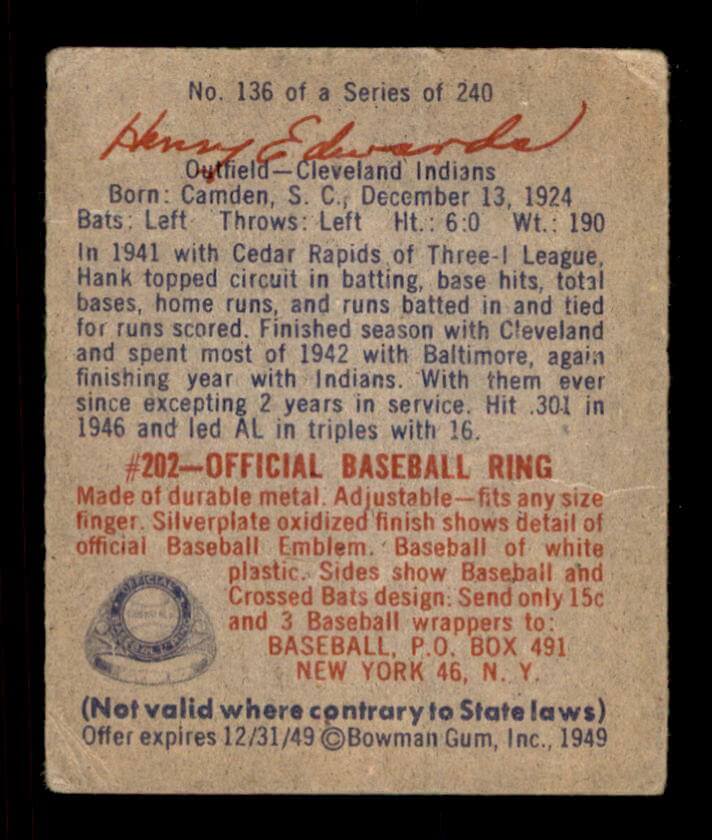 No. 136 of a Series of 240
Henry Edwards
Outfield—Cleveland Indians
Born: Camden, S. C., December 13, 1924
Bats: Left Throws: Left Ht.: 6:0 Wt.: 190
In 1941 with Cedar Rapids of Three-I League,
Hank topped circuit in batting, base hits, total
bases, home runs, and runs batted in and tied
for runs scored. Finished season with Cleveland
and spent most of 1942 with Baltimore, again
finishing year with Indians. With them ever
since excepting 2 years in service. Hit .301 in
1946 and led AL in triples with 16.
#202—OFFICIAL BASEBALL RING
Made of durable metal. Adjustable—fits any size
finger. Silverplate oxidized finish shows detail of
official Baseball Emblem. Baseball of white
plastic. Sides show Baseball and
Crossed Bats design. Send only 15c
and 3 Baseball wrappers to:
BASEBALL, P.O. BOX 491
NEW YORK 46, N. Y.
OFFICIAL
BASEBALL RING
(Not valid where contrary to State laws)
Offer expires 12/31/49 ©Bowman Gum, Inc., 1949